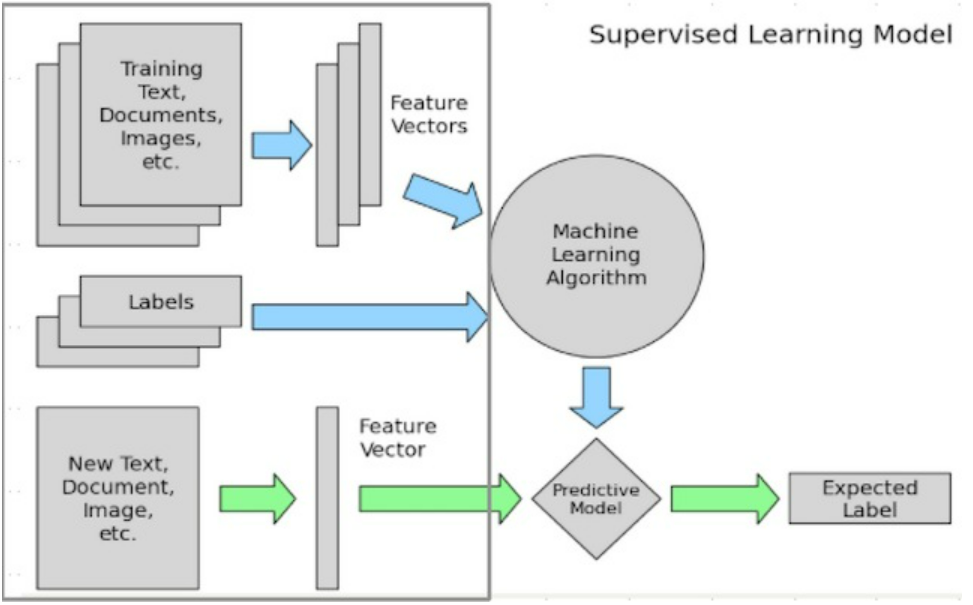 Supervised Learning Model
Training
Text,
Documents,
Images,
etc.
Feature
Vectors
Machine
Learning
Algorithm
Labels
New Text,
Document,
Image,
etc.
Feature
Vector
Predictive
Model
Expected
Label